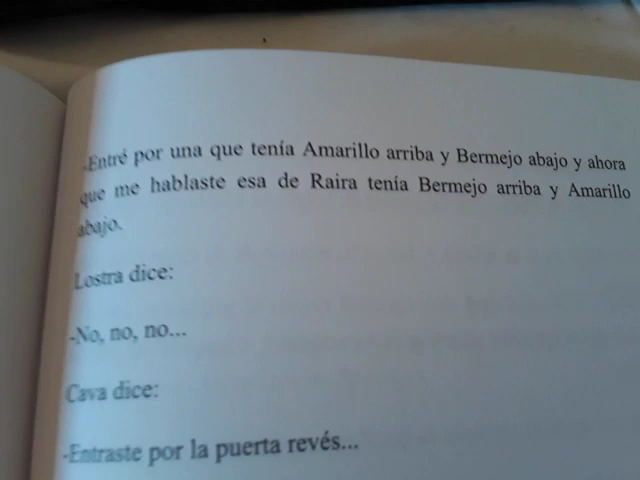 -Entré por una que tenía Amarillo arriba y Bermejo abajo y ahora
que me hablaste esa de Raira tenía Bermejo arriba y Amarillo
abajo.
Lostra dice:
-No, no, no...
Cava dice:
-Entraste por la puerta revés...